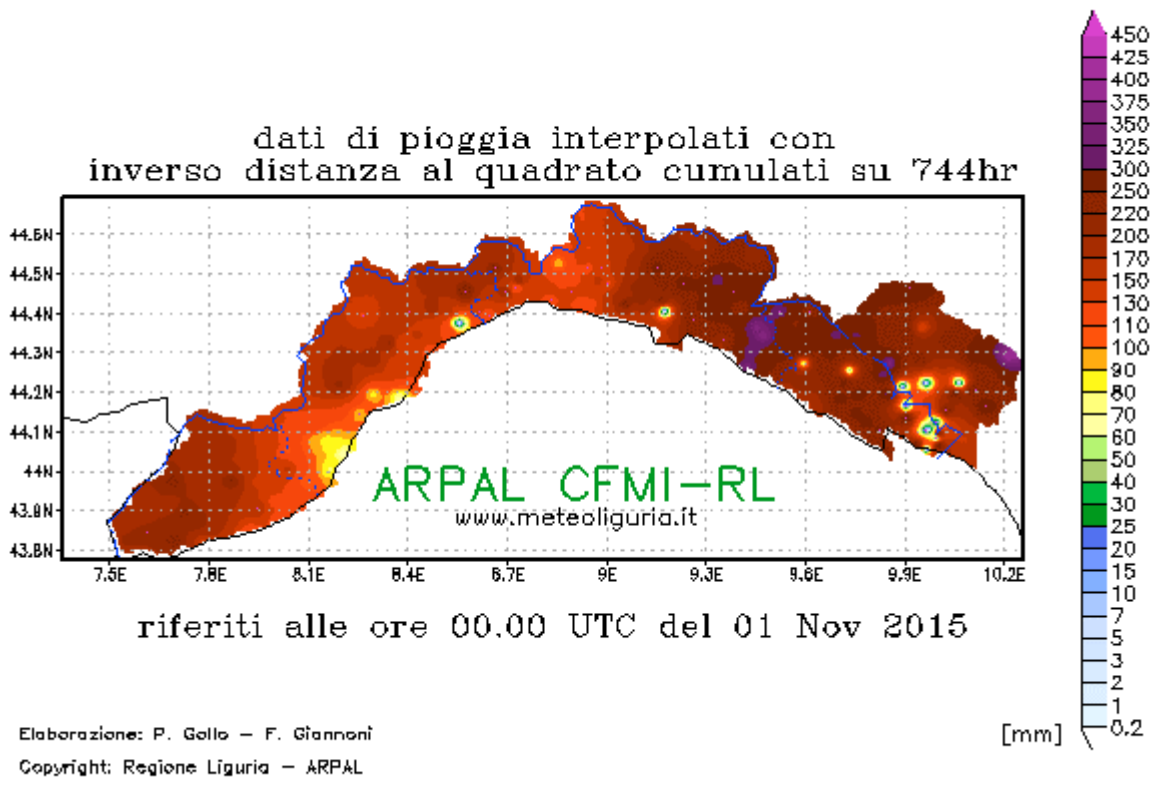 dati di pioggia interpolati con
inverso distanza al quadrato cumulati su 744hr
44.6N
44.5N
44.4N
44.3N
44.2N
44.1N
44N
43.9N
43.8N
7.5E 7.8E 8.1E 8.4E 8.7E 9E 9.3E 9.6E 9.9E 10.2E
ARPAL CFMI-RL
www.meteoliguria.it
riferiti alle ore 00.00 UTC del 01 Nov 2015
450
425
400
375
350
325
300
250
220
200
170
150
130
110
100
90
80
70
60
50
40
30
25
20
15
10
7
5
3
2
1
0.2
[mm]
Elaborazione: P. Gollo - F. Giannoni
Copyright: Regione Liguria - ARPAL